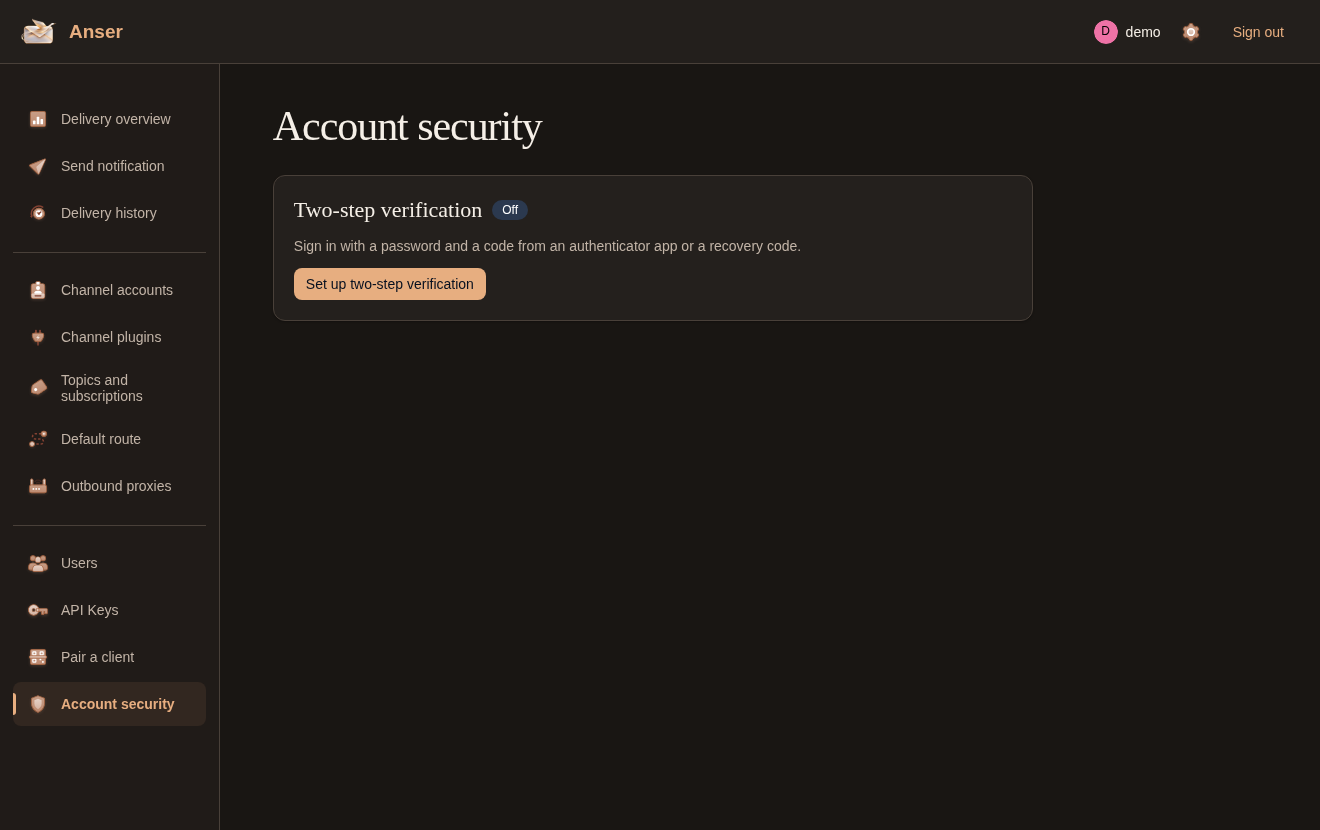 Anser
D
demo
Sign out
Delivery overview
Send notification
Delivery history
Channel accounts
Channel plugins
Topics and
subscriptions
Default route
Outbound proxies
Users
API Keys
Pair a client
Account security
Account security
Two-step verification
Off
Sign in with a password and a code from an authenticator app or a recovery code.
Set up two-step verification